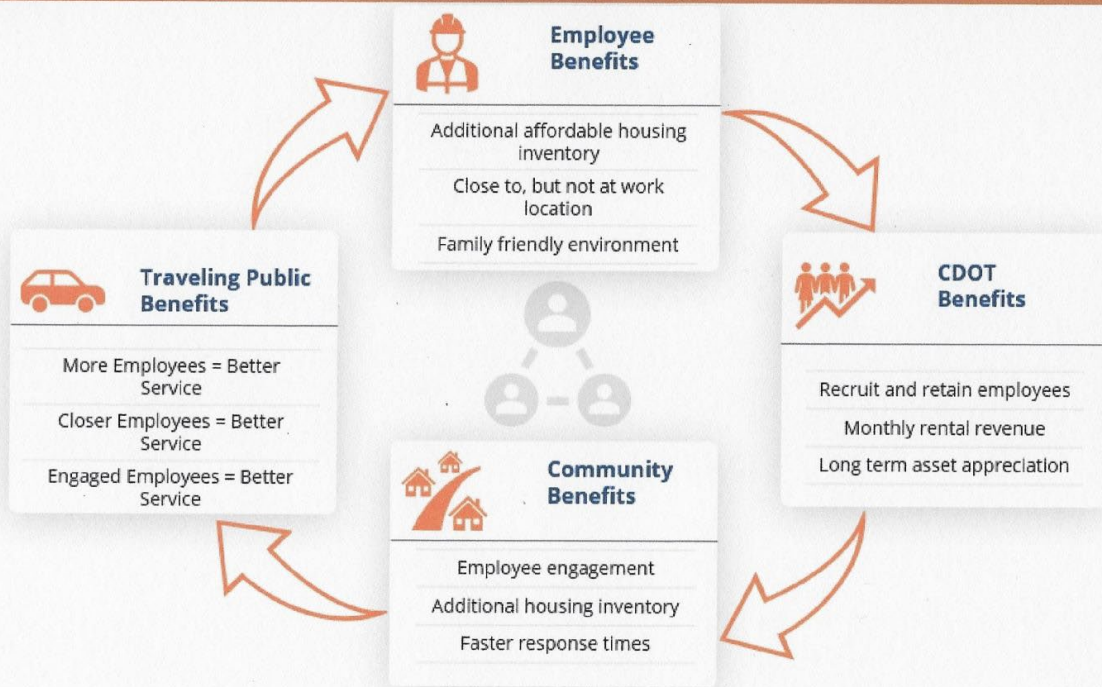 Employee
Benefits
Additional affordable housing
inventory
Close to, but not at work
location
Family friendly environment
Traveling Public
Benefits
More Employees = Better
Service
Closer Employees = Better
Service
Engaged Employees = Better
Service
CDOT
Benefits
Recruit and retain employees
Monthly rental revenue
Long term asset appreciation
Community
Benefits
Employee engagement
Additional housing inventory
Faster response times